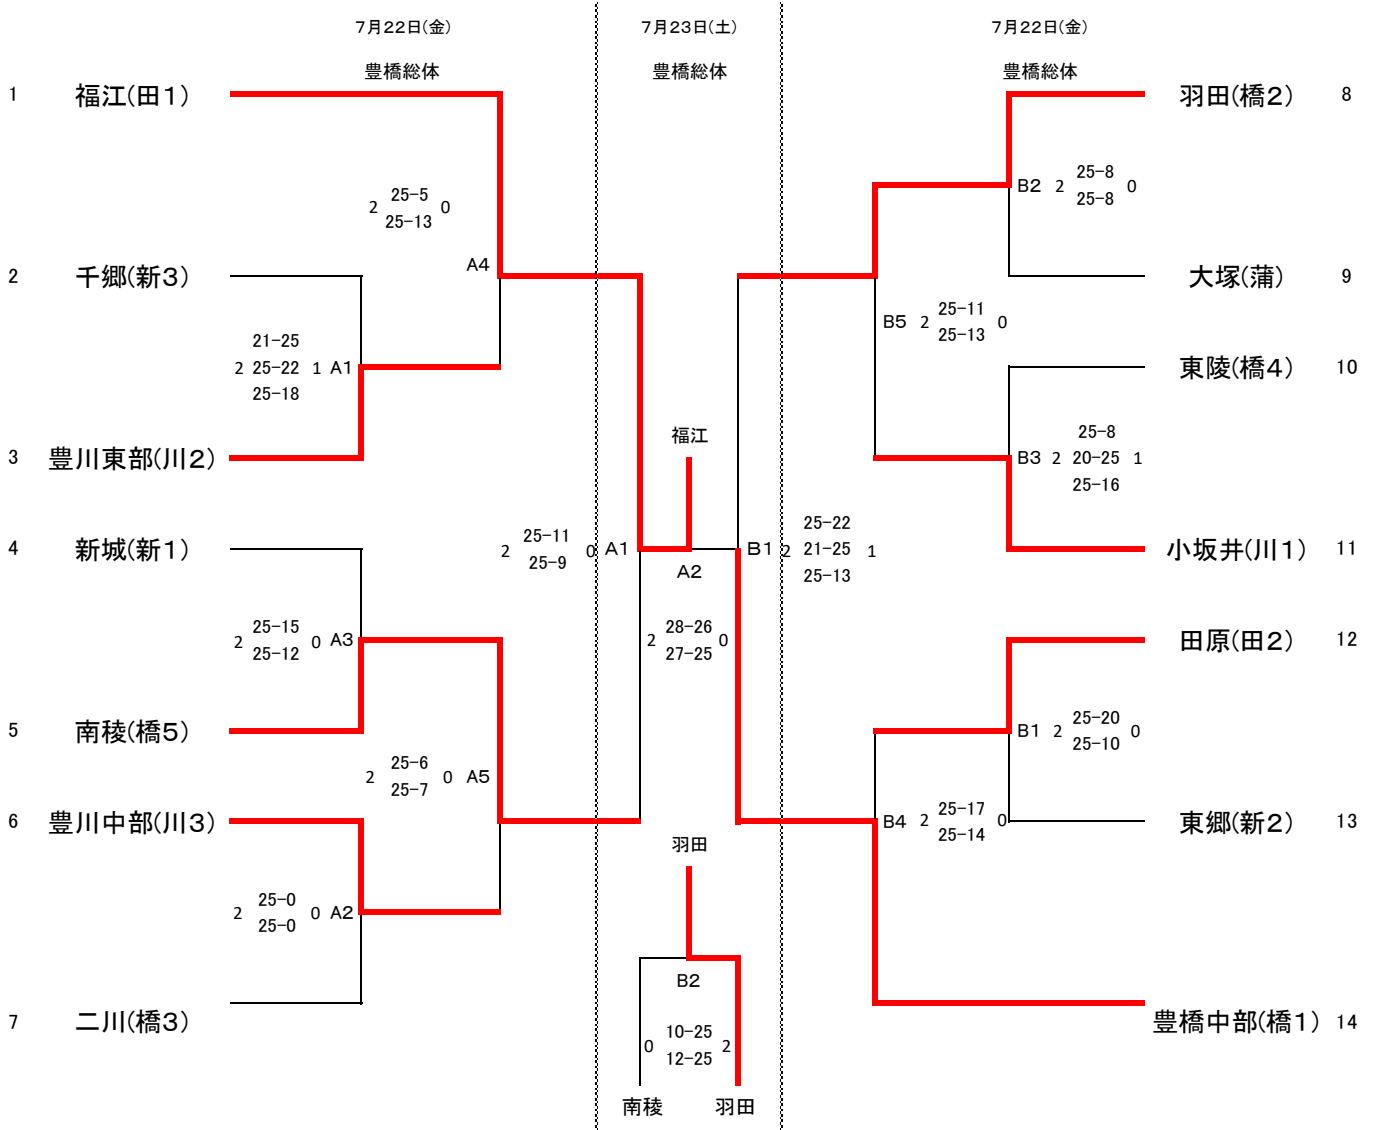 7月22日(金)
7月23日(土)
7月22日(金)
豊橋総体
豊橋総体
豊橋総体
1 福江(田1)
羽田(橋2) 8
25-5
2 0
25-13
A4
B2 2 0
25-8
25-8
2 千郷(新3)
大塚(蒲) 9
21-25
2 25-22 1 A1
25-18
25-11
B5 2 0
25-13
東陵(橋4) 10
3 豊川東部(川2)
福江
25-8
B3 2 20-25 1
25-16
4 新城(新1)
小坂井(川1) 11
25-11
2 0 A1
25-9
A2
25-22
B1 2 21-25 1
25-13
25-15
2 0 A3
25-12
28-26
2 0
27-25
田原(田2) 12
5 南稜(橋5)
25-20
B1 2 0
25-10
25-6
2 0 A5
25-7
6 豊川中部(川3)
25-17
B4 2 0
25-14
東郷(新2) 13
羽田
25-0
2 0 A2
25-0
B2
7 二川(橋3)
豊橋中部(橋1) 14
10-25
0 2
12-25
南稜 羽田